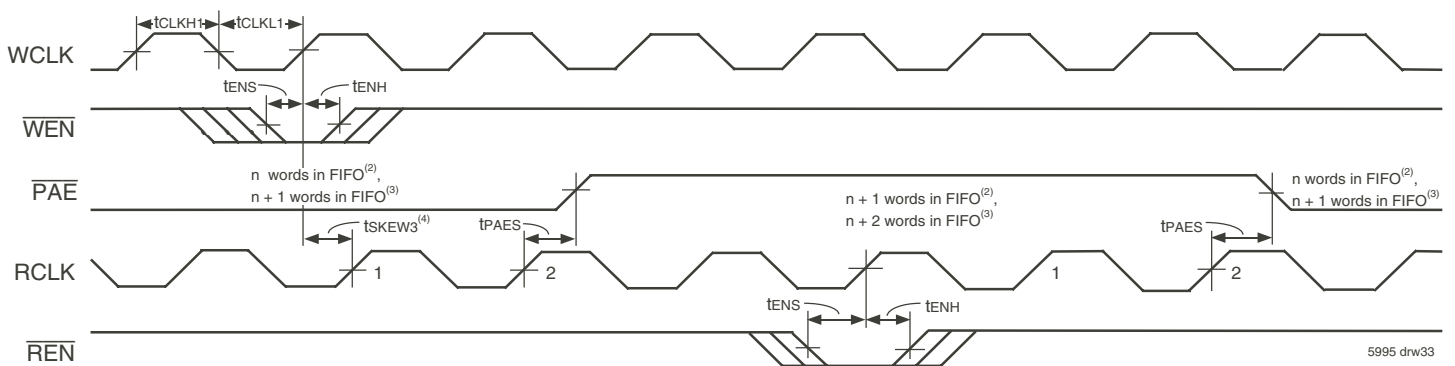 tCLKH1 tCLKL1
WCLK
tENS tENH
WEN
n words in FIFO(2),
n + 1 words in FIFO(3)
PAE
n + 1 words in FIFO(2),
n + 2 words in FIFO(3)
n words in FIFO(2),
n + 1 words in FIFO(3)
tSKEW3(4)
tPAES
tPAES
RCLK
1
2
1
2
tENS tENH
REN
5995 drw33